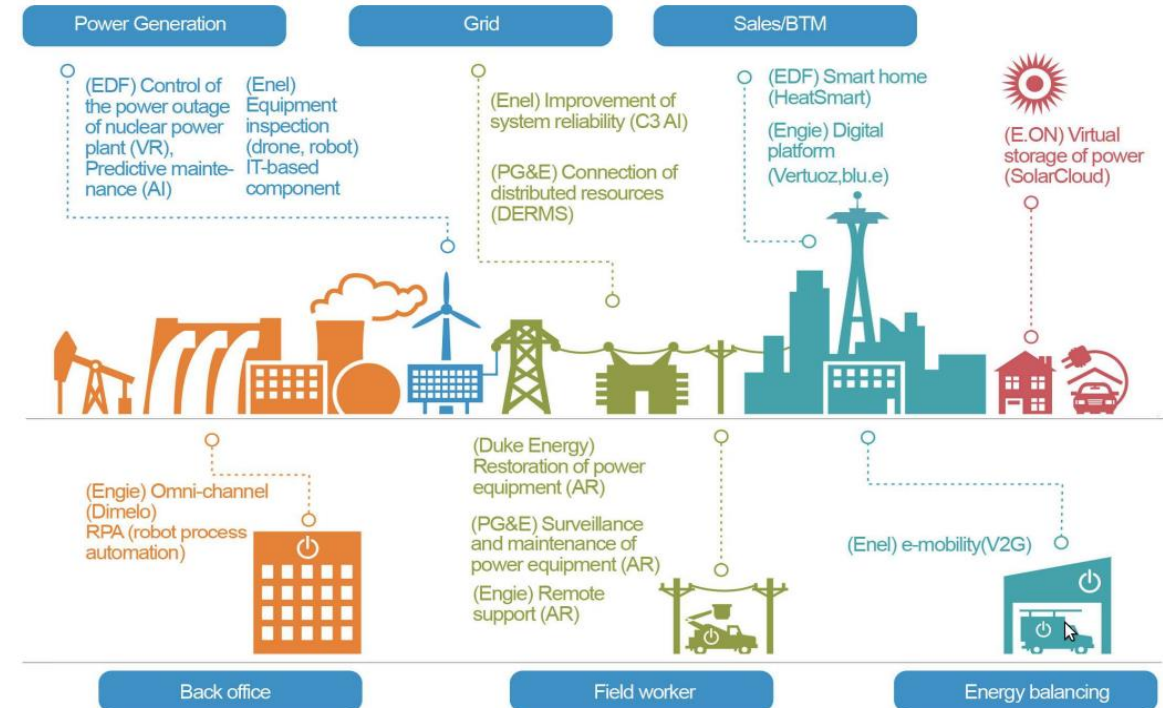 Power Generation
Grid
Sales/BTM
(EDF) Control of
the power outage
of nuclear power
plant (VR),
Predictive mainte-
nance (AI)
(Enel)
Equipment
inspection
(drone, robot)
IT-based
component
(Enel) Improvement of
system reliability (C3 AI)
(PG&E) Connection of
distributed resources
(DERMS)
(EDF) Smart home
(HeatSmart)
(Engie) Digital
platform
(Vertuoz,blu.e)
(E.ON) Virtual
storage of power
(SolarCloud)
(Engie) Omni-channel
(Dimelo)
RPA (robot process
automation)
(Duke Energy)
Restoration of power
equipment (AR)
(PG&E) Surveillance
and maintenance of
power equipment (AR)
(Engie) Remote
support (AR)
(Enel) e-mobility(V2G)
Back office
Field worker
Energy balancing